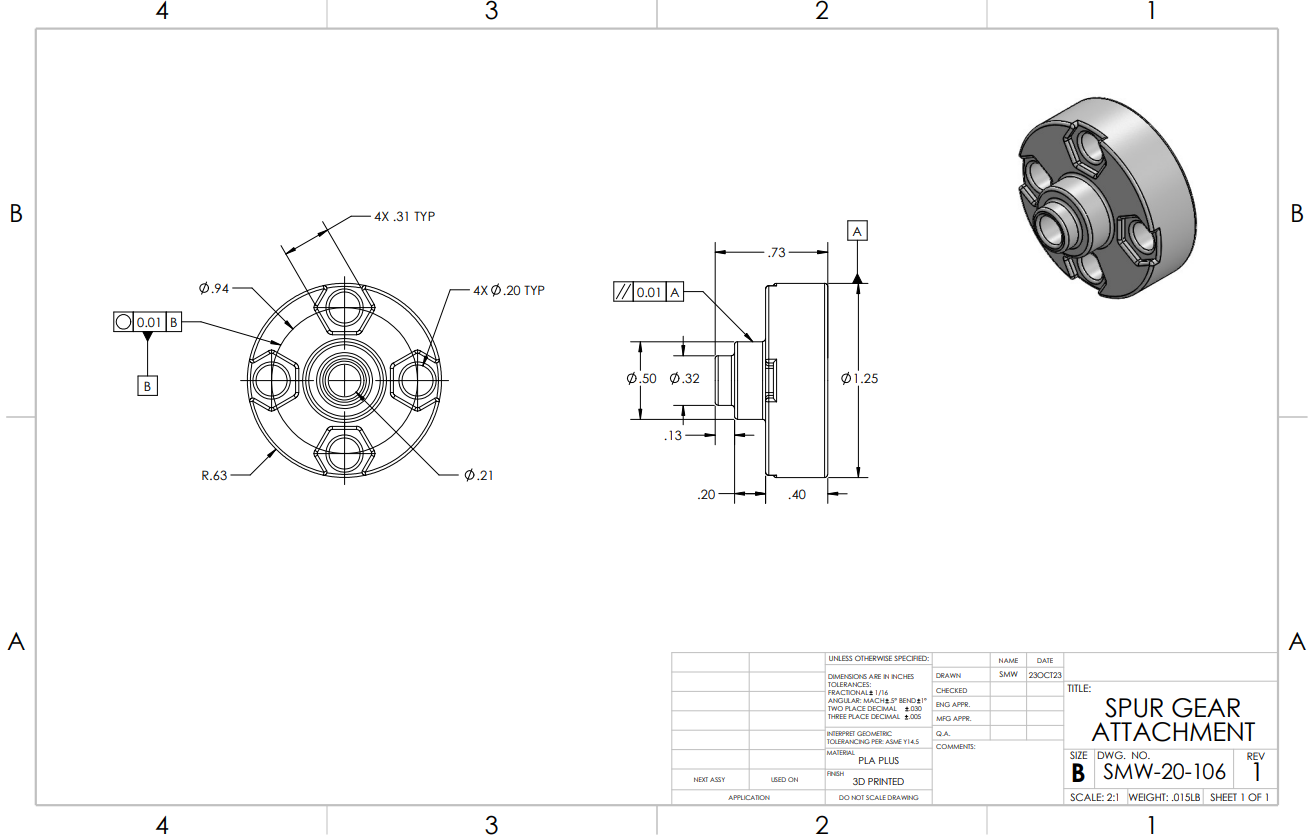 4 3 2 1
B B
A A
4X .31 TYP
Ø.94
4X Ø.20 TYP
0.01 B
B
R.63
Ø.21
A
.73
// 0.01 A
Ø.50
Ø.32
Ø1.25
.13
.20
.40
UNLESS OTHERWISE SPECIFIED:
DIMENSIONS ARE IN INCHES
TOLERANCES:
FRACTIONAL± 1/16
ANGULAR: MACH±.5° BEND±1°
TWO PLACE DECIMAL ±.030
THREE PLACE DECIMAL ±.005
INTERPRET GEOMETRIC
TOLERANCING PER: ASME Y14.5
MATERIAL
PLA PLUS
FINISH
3D PRINTED
DO NOT SCALE DRAWING
NEXT ASSY
USED ON
APPLICATION
NAME DATE
DRAWN SMW 23OCT23
CHECKED
ENG APPR.
MFG APPR.
Q.A.
COMMENTS:
TITLE:
SPUR GEAR
ATTACHMENT
SIZE DWG. NO. REV
B SMW-20-106 1
SCALE: 2:1 WEIGHT: .015LB SHEET 1 OF 1
4 3 2 1